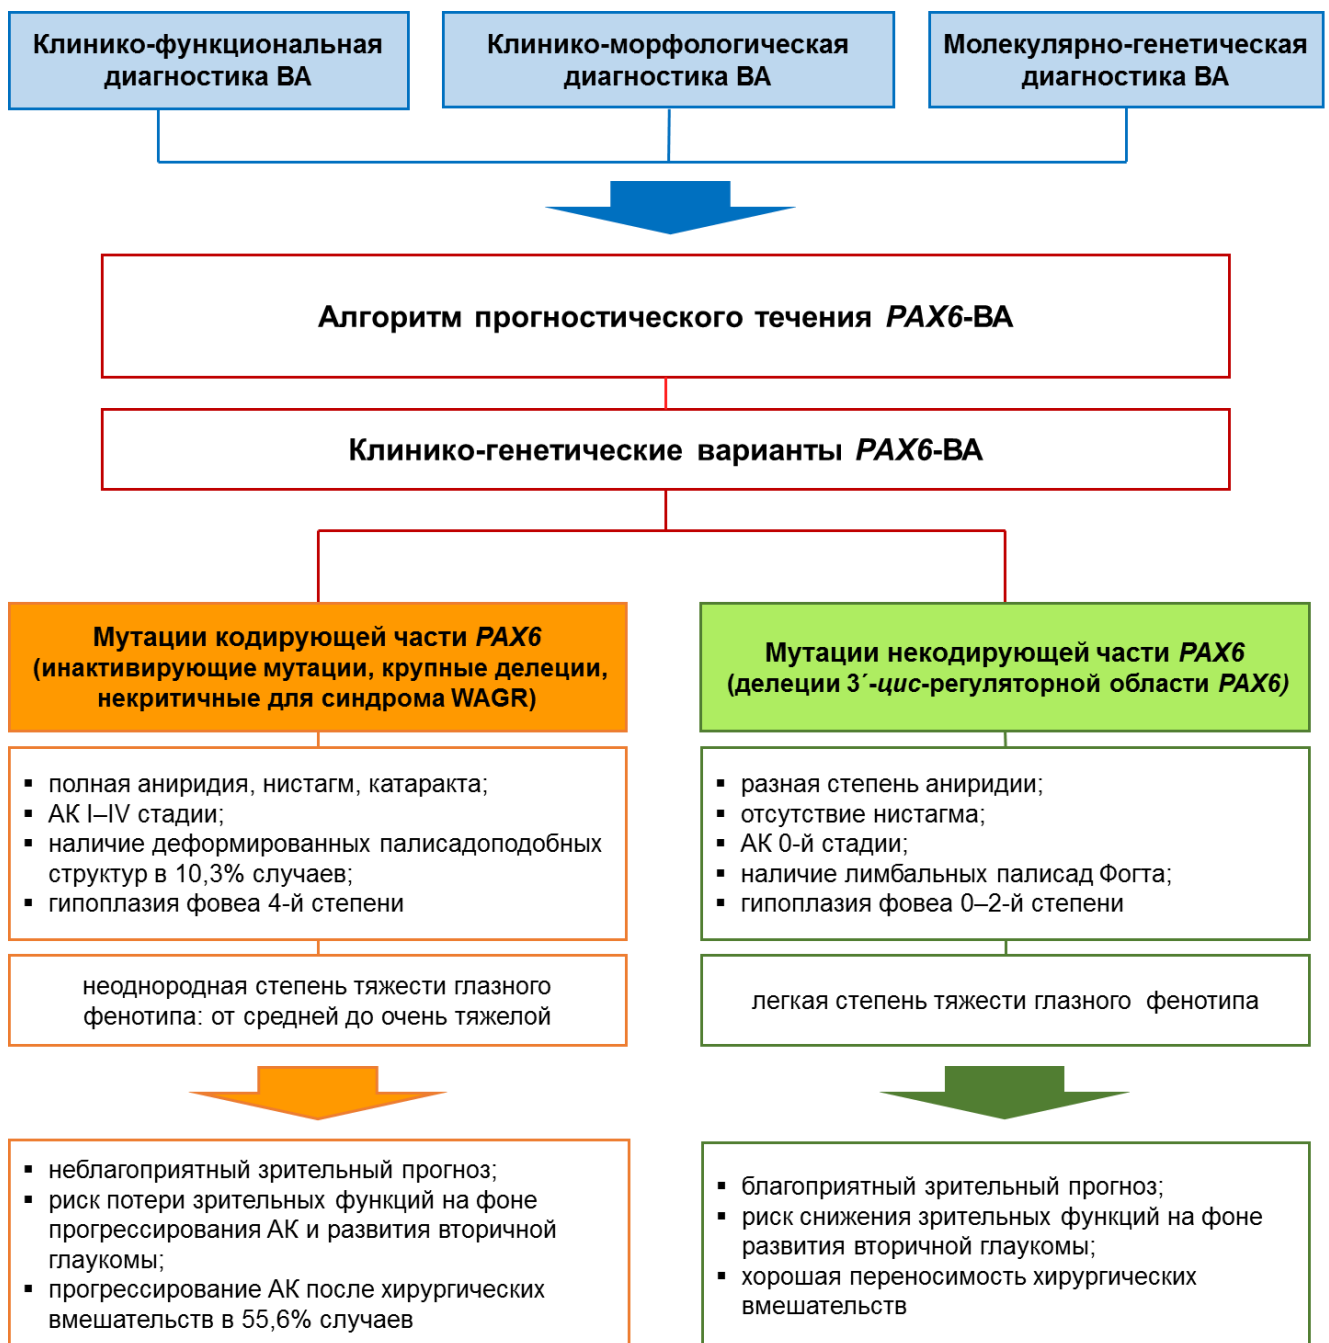 Клинико-функциональная
диагностика ВА
Клинико-морфологическая
диагностика ВА
Молекулярно-генетическая
диагностика ВА
Алгоритм прогностического течения PAX6-ВА
Клинико-генетические варианты PAX6-ВА
Мутации кодирующей части PAX6
(инактивирующие мутации, крупные делеции,
некритичные для синдрома WAGR)
▪ полная аниридия, нистагм, катаракта;
▪ АК I–IV стадии;
▪ наличие деформированных палисадоподобных
структур в 10,3% случаев;
▪ гипоплазия фовеа 4-й степени
неоднородная степень тяжести глазного
фенотипа: от средней до очень тяжелой
▪ неблагоприятный зрительный прогноз;
▪ риск потери зрительных функций на фоне
прогрессирования АК и развития вторичной
глаукомы;
▪ прогрессирование АК после хирургических
вмешательств в 55,6% случаев
Мутации некодирующей части PAX6
(делеции 3´-цис-регуляторной области PAX6)
▪ разная степень аниридии;
▪ отсутствие нистагма;
▪ АК 0-й стадии;
▪ наличие лимбальных палисад Фогта;
▪ гипоплазия фовеа 0–2-й степени
легкая степень тяжести глазного фенотипа
▪ благоприятный зрительный прогноз;
▪ риск снижения зрительных функций на фоне
развития вторичной глаукомы;
▪ хорошая переносимость хирургических
вмешательств